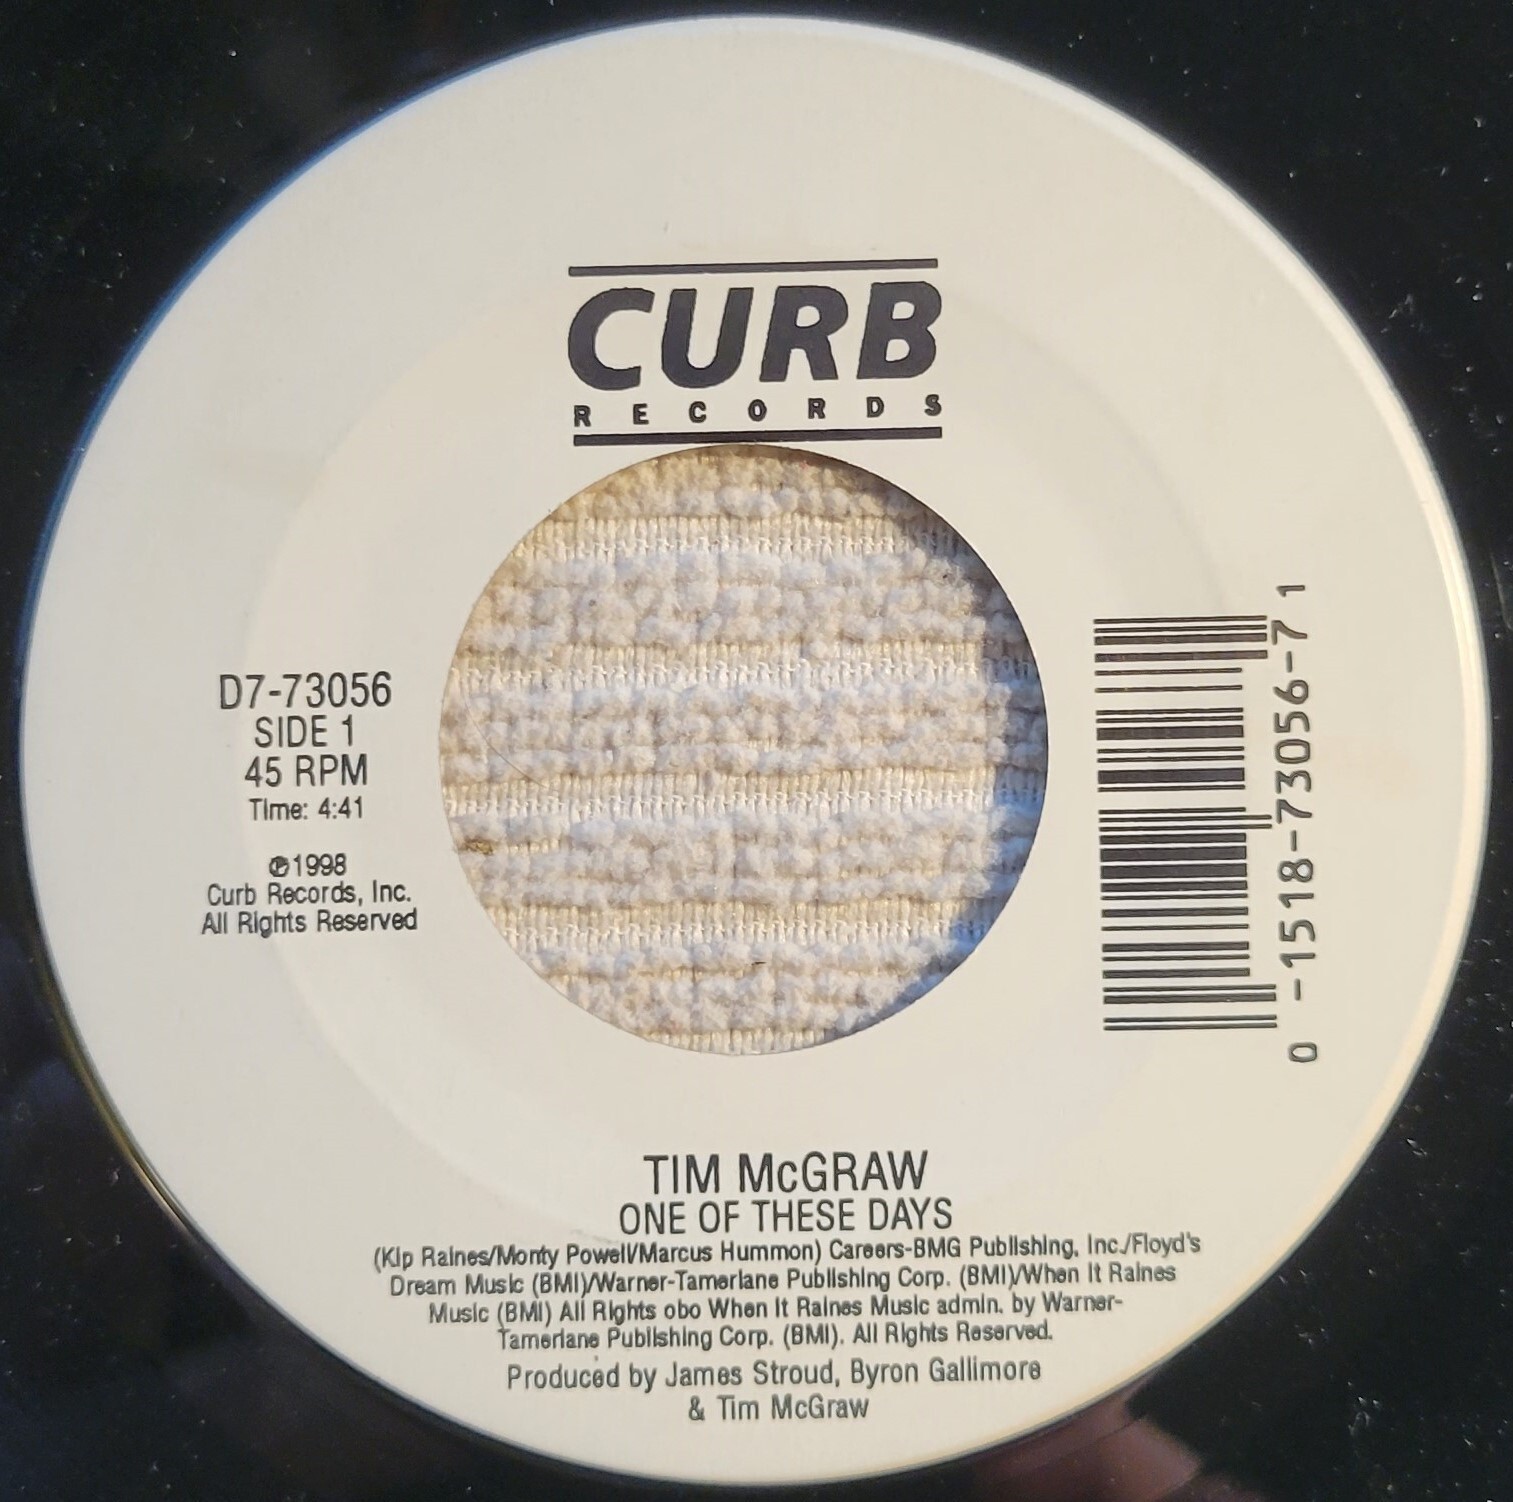 CURB
RECORDS
D7-73056
SIDE 1
45 RPM
Time: 4:41
℗1998
Curb Records, Inc.
All Rights Reserved
0-1518-73056-7 1
TIM McGRAW
ONE OF THESE DAYS
(Kip Raines/Monty Powell/Marcus Hummon) Careers-BMG Publishing, Inc./Floyd's
Dream Music (BMI)/Warner-Tamerlane Publishing Corp. (BMI)/When It Raines
Music (BMI) All Rights obo When It Raines Music admin. by Warner-
Tamerlane Publishing Corp. (BMI). All Rights Reserved.
Produced by James Stroud, Byron Gallimore
& Tim McGraw